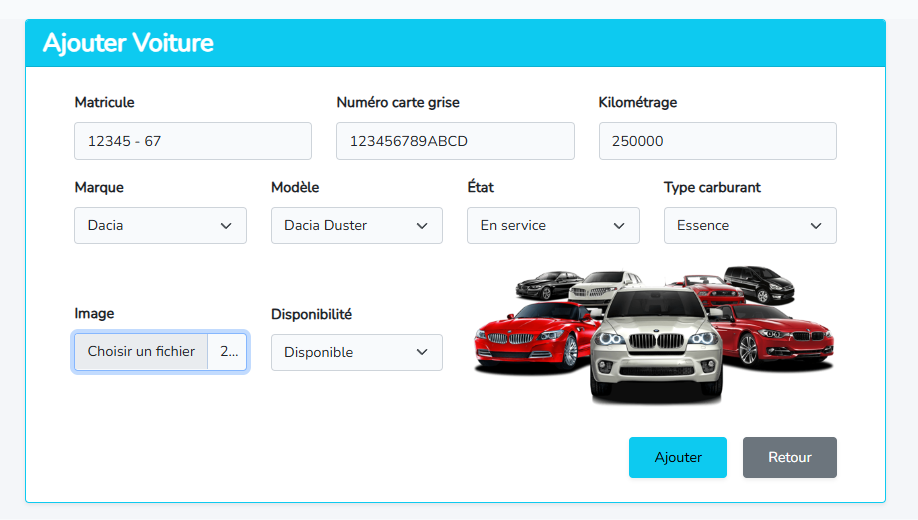 Ajouter Voiture
Matricule Numéro carte grise Kilométrage
12345 - 67 123456789ABCD 250000
Marque Modèle État Type carburant
Dacia Dacia Duster En service Essence
Image Disponibilité
Choisir un fichier 2... Disponible
Ajouter Retour